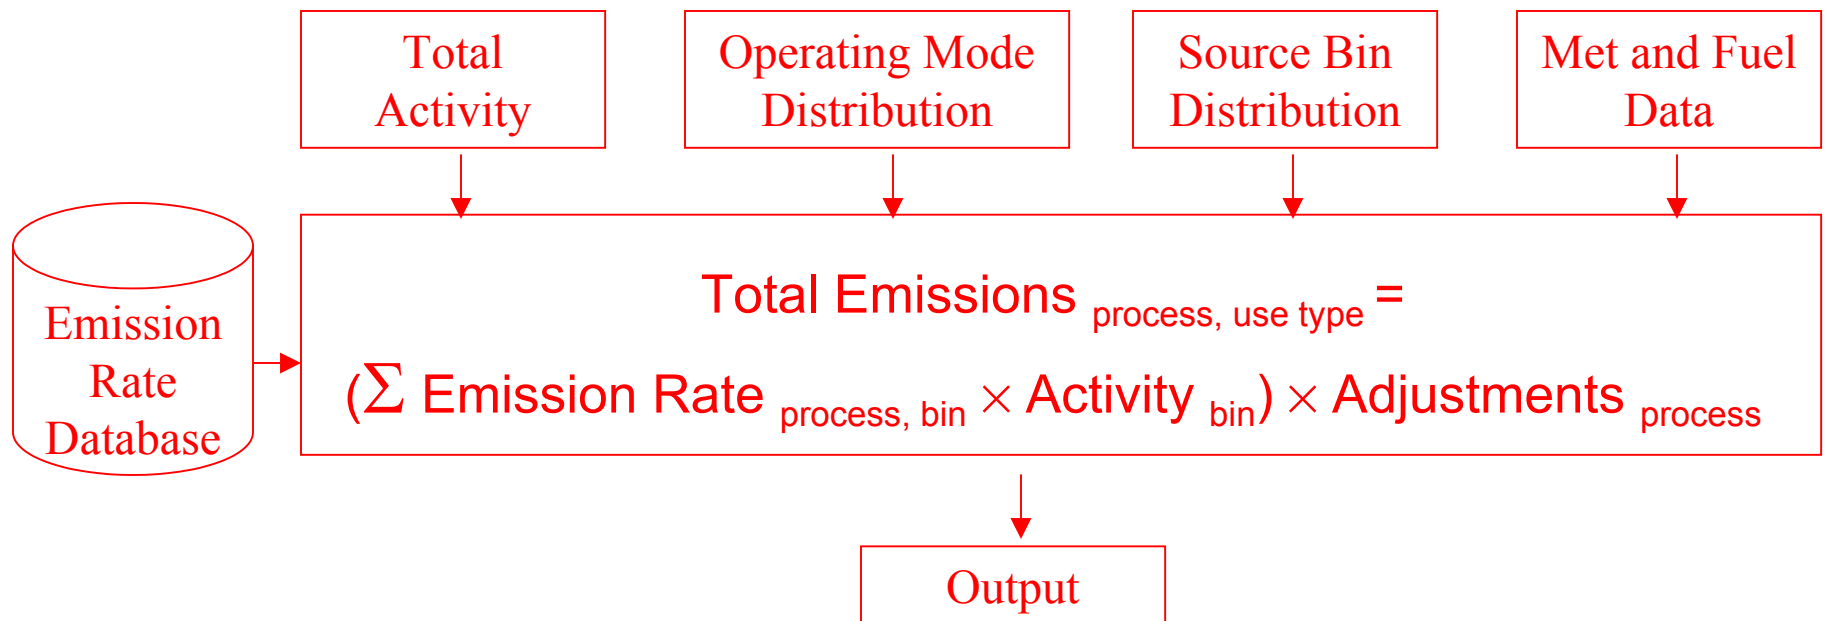 Total
Activity
Operating Mode
Distribution
Source Bin
Distribution
Met and Fuel
Data
Emission
Rate
Database
Total Emissions process, use type =
(Σ Emission Rate process, bin × Activity bin) × Adjustments process
Output